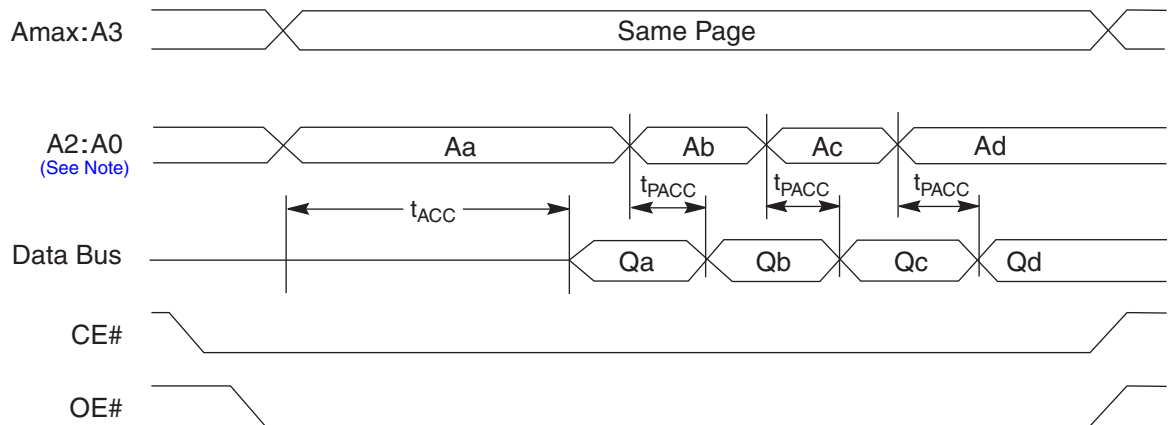 Amax:A3 Same Page
A2:A0 Aa Ab Ac Ad
(See Note)
tACC tPACC tPACC tPACC
Data Bus Qa Qb Qc Qd
CE#
OE#